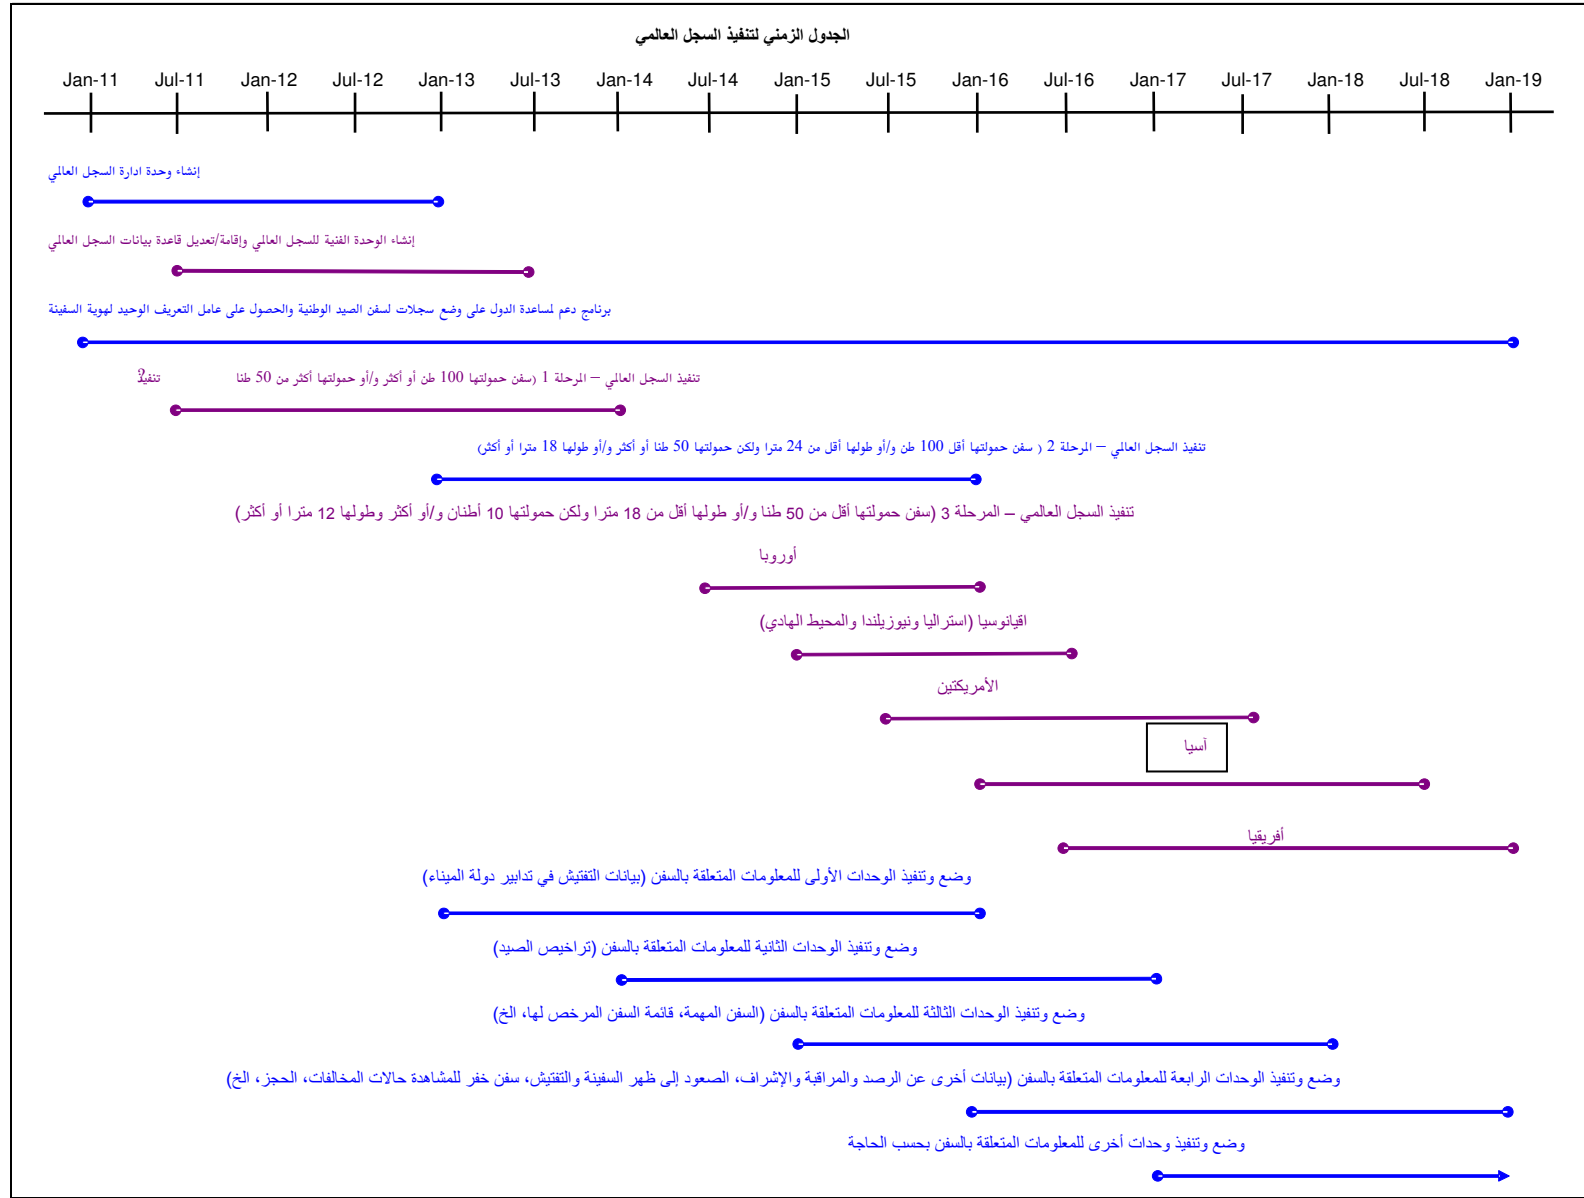 الجدول الزمني لتنفيذ السجل العالمي
Jan-11 Jul-11 Jan-12 Jul-12 Jan-13 Jul-13 Jan-14 Jul-14 Jan-15 Jul-15 Jan-16 Jul-16 Jan-17 Jul-17 Jan-18 Jul-18 Jan-19
إنشاء وحدة ادارة السجل العالمي
إنشاء الوحدة الفنية للسجل العالمي وإقامة/تعديل قاعدة بيانات السجل العالمي
برنامج دعم لمساعدة الدول على وضع سجلات لسفن الصيد الوطنية والحصول على عامل التعريف الوحيد لهوية السفينة
تنفيذ السجل العالمي – المرحلة 1 (سفن حمولتها 100 طن أو أكثر و/أو حمولتها أكثر من 50 طنا تنفيذ
تنفيذ السجل العالمي – المرحلة 2 ( سفن حمولتها أقل 100 طن و/أو طولها أقل من 24 مترا ولكن حمولتها 50 طنا أو أكثر و/أو طولها 18 مترا أو أكثر)
تنفيذ السجل العالمي – المرحلة 3 (سفن حمولتها أقل من 50 طنا و/أو طولها أقل من 18 مترا ولكن حمولتها 10 أطنان و/أو أكثر وطولها 12 مترا أو أكثر)
أوروبا
اقيانوسيا (استراليا ونيوزيلندا والمحيط الهادي)
الأمريكتين
آسيا
أفريقيا
وضع وتنفيذ الوحدات الأولى للمعلومات المتعلقة بالسفن (بيانات التفتيش في تدابير دولة الميناء)
وضع وتنفيذ الوحدات الثانية للمعلومات المتعلقة بالسفن (تراخيص الصيد)
وضع وتنفيذ الوحدات الثالثة للمعلومات المتعلقة بالسفن (السفن المهمة، قائمة السفن المرخص لها، الخ)
وضع وتنفيذ الوحدات الرابعة للمعلومات المتعلقة بالسفن (بيانات أخرى عن الرصد والمراقبة والإشراف، الصعود إلى ظهر السفينة والتفتيش، سفن خفر للمشاهدة حالات المخالفات، الحجز، الخ)
وضع وتنفيذ وحدات أخرى للمعلومات المتعلقة بالسفن بحسب الحاجة